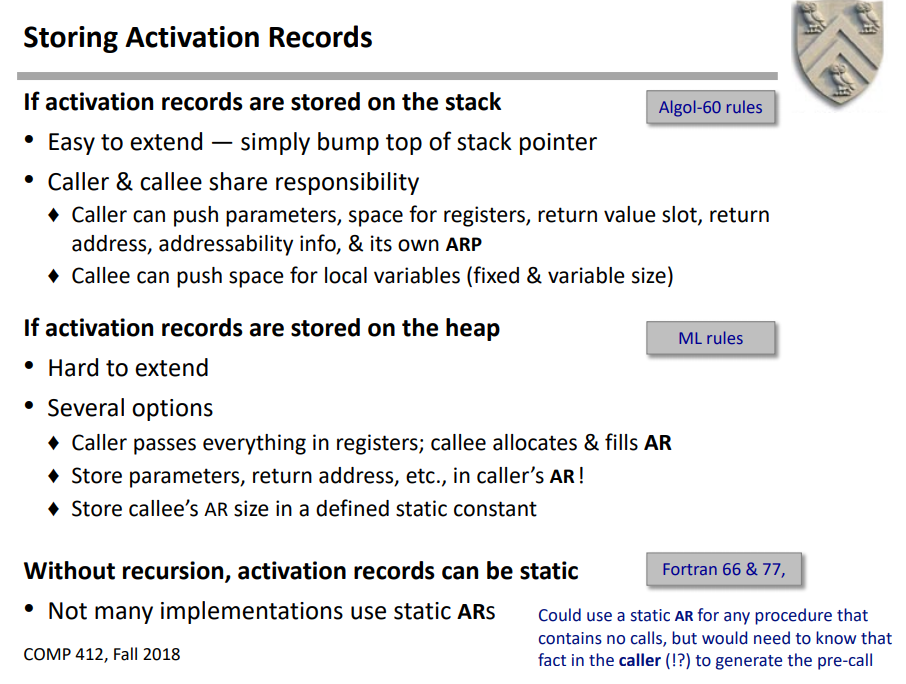 Storing Activation Records
If activation records are stored on the stack
Algol-60 rules
• Easy to extend — simply bump top of stack pointer
• Caller & callee share responsibility
♦ Caller can push parameters, space for registers, return value slot, return
address, addressability info, & its own ARP
♦ Callee can push space for local variables (fixed & variable size)
If activation records are stored on the heap
ML rules
• Hard to extend
• Several options
♦ Caller passes everything in registers; callee allocates & fills AR
♦ Store parameters, return address, etc., in caller's AR !
♦ Store callee's AR size in a defined static constant
Without recursion, activation records can be static
Fortran 66 & 77,
• Not many implementations use static ARs
Could use a static AR for any procedure that
contains no calls, but would need to know that
fact in the caller (!?) to generate the pre-call
COMP 412, Fall 2018